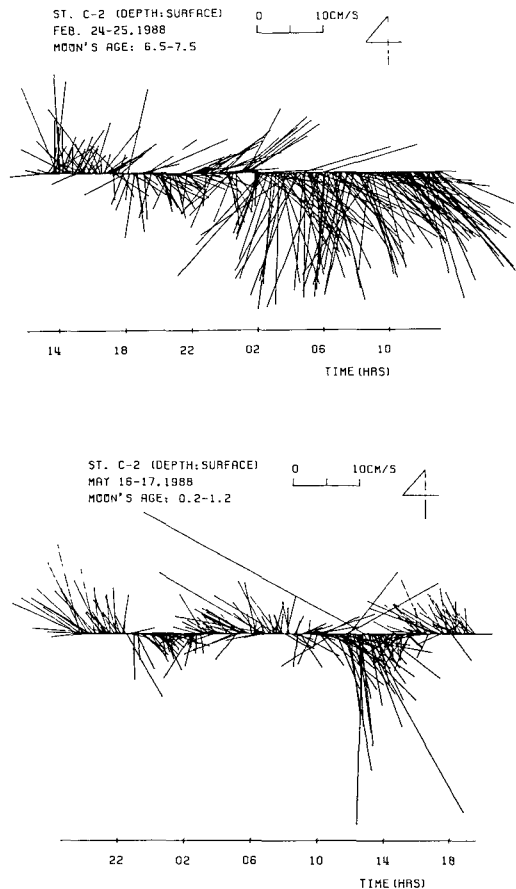 ST. C-2 (DEPTH:SURFACE)
FEB. 24-25,1988
MOON'S AGE: 6.5-7.5
0 10CM/S
14 18 22 02 06 10
TIME (HRS)
ST. C-2 (DEPTH:SURFACE)
MAY 16-17,1988
MOON'S AGE: 0.2-1.2
0 10CM/S
22 02 06 10 14 18
TIME (HRS)